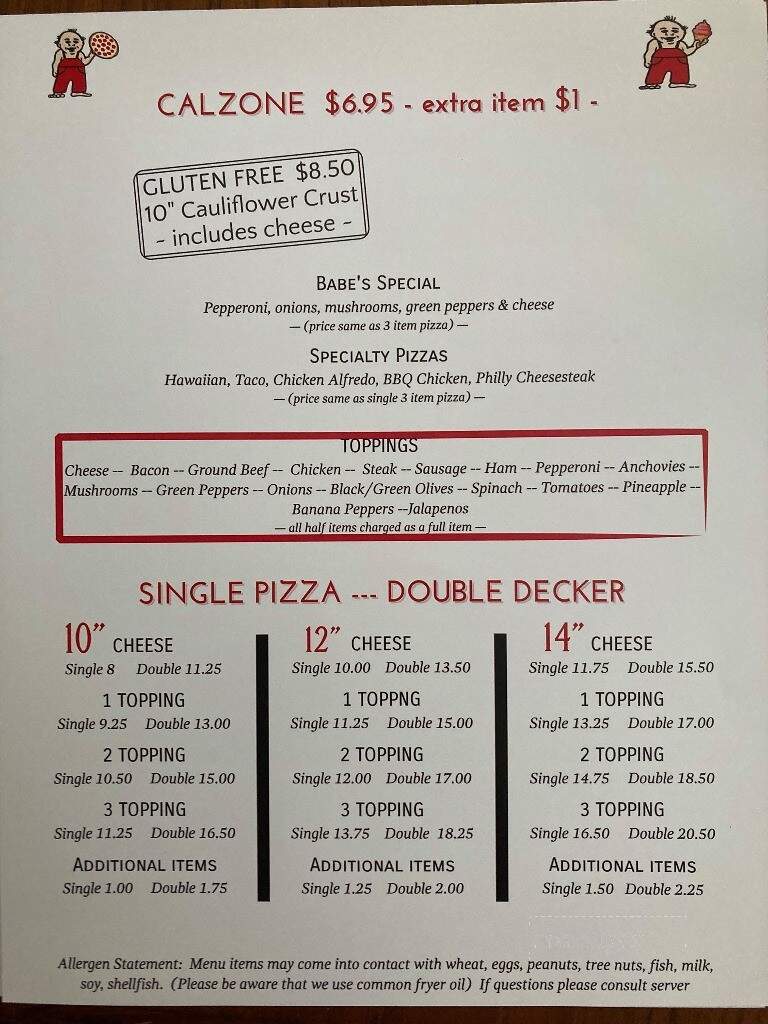 CALZONE $6.95 - extra item $1 -
GLUTEN FREE $8.50
10" Cauliflower Crust
~ includes cheese ~
BABE'S SPECIAL
Pepperoni, onions, mushrooms, green peppers & cheese
— (price same as 3 item pizza) —
SPECIALTY PIZZAS
Hawaiian, Taco, Chicken Alfredo, BBQ Chicken, Philly Cheesesteak
— (price same as single 3 item pizza) —
TOPPINGS
Cheese -- Bacon -- Ground Beef -- Chicken -- Steak -- Sausage -- Ham -- Pepperoni -- Anchovies --
Mushrooms -- Green Peppers -- Onions -- Black/Green Olives -- Spinach -- Tomatoes -- Pineapple --
Banana Peppers --Jalapenos
— all half items charged as a full item —
SINGLE PIZZA --- DOUBLE DECKER
10” CHEESE
Single 8 Double 11.25
1 TOPPING
Single 9.25 Double 13.00
2 TOPPING
Single 10.50 Double 15.00
3 TOPPING
Single 11.25 Double 16.50
ADDITIONAL ITEMS
Single 1.00 Double 1.75
12” CHEESE
Single 10.00 Double 13.50
1 TOPPNG
Single 11.25 Double 15.00
2 TOPPING
Single 12.00 Double 17.00
3 TOPPING
Single 13.75 Double 18.25
ADDITIONAL ITEMS
Single 1.25 Double 2.00
14” CHEESE
Single 11.75 Double 15.50
1 TOPPING
Single 13.25 Double 17.00
2 TOPPING
Single 14.75 Double 18.50
3 TOPPING
Single 16.50 Double 20.50
ADDITIONAL ITEMS
Single 1.50 Double 2.25
Allergen Statement: Menu items may come into contact with wheat, eggs, peanuts, tree nuts, fish, milk,
soy, shellfish. (Please be aware that we use common fryer oil) If questions please consult server